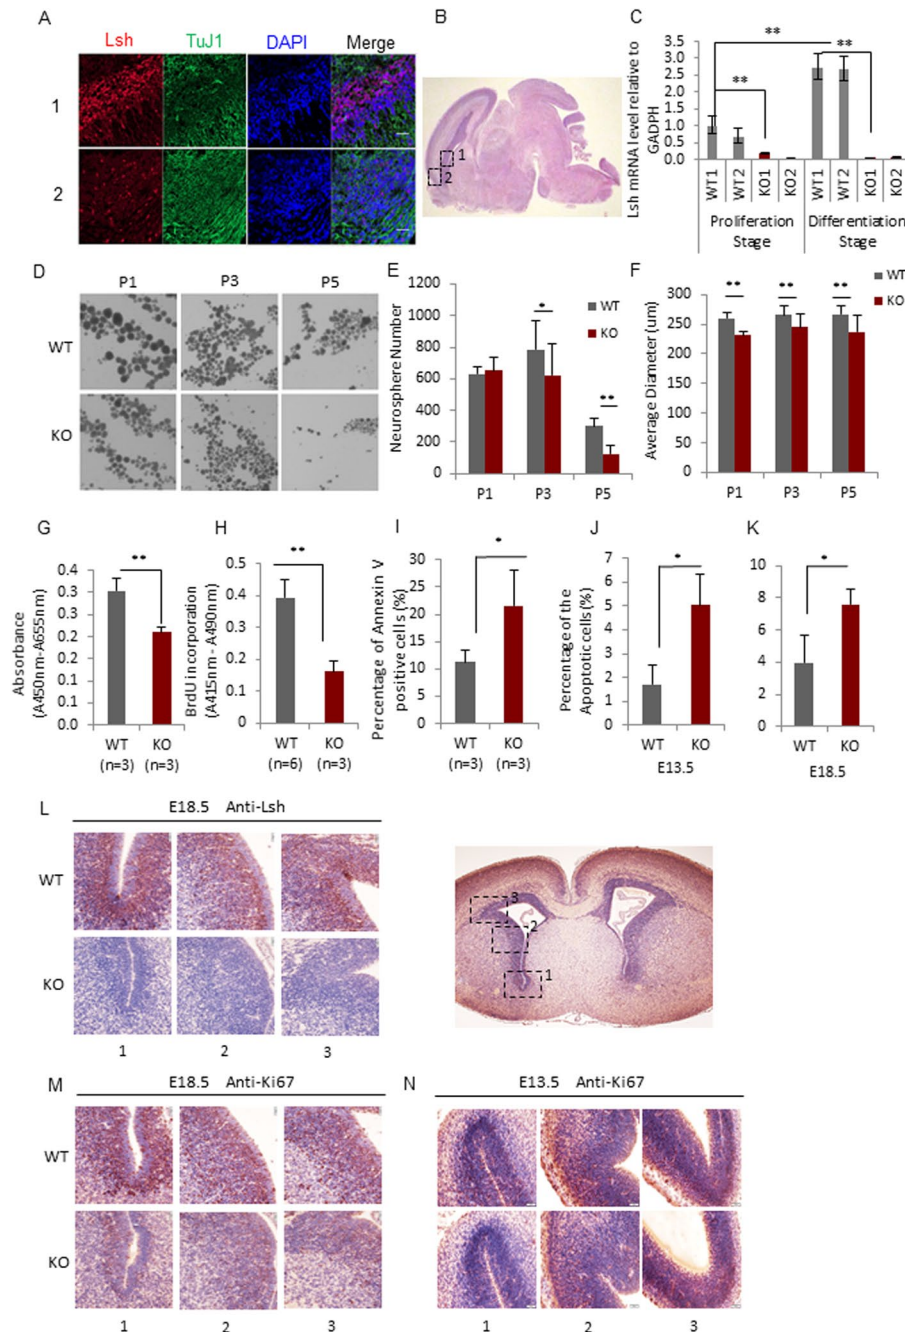 A
Lsh TuJ1 DAPI Merge
1
2
B
1
2
C
Lsh mRNA level relative to
GADPH
3.5
3.0
2.5
2.0
1.5
1.0
0.5
0.0
**
**
**
WT1 WT2 KO1 KO2 WT1 WT2 KO1 KO2
Proliferation Differentiation
Stage Stage
D
P1 P3 P5
WT
KO
E
Neurosphere Number
1200
1000
800
600
400
200
0
*
**
WT
KO
P1 P3 P5
F
Average Diameter (um)
300
250
200
150
100
50
0
** ** **
WT
KO
P1 P3 P5
G
Absorbance
(A450nm-A655nm)
0.4
0.3
0.3
0.2
0.2
0.1
0.1
0.0
**
WT KO
(n=3) (n=3)
H
BrdU incorporation
(A415nm - A490nm)
0.5
0.4
0.3
0.2
0.1
0
**
WT KO
(n=6) (n=3)
I
Percentage of Annexin V
positive cells (%)
30
25
20
15
10
5
0
*
WT KO
(n=3) (n=3)
J
Percentage of the
Apoptotic cells (%)
7
6
5
4
3
2
1
0
*
WT KO
E13.5
K
10
8
6
4
2
0
*
WT KO
E18.5
L
E18.5 Anti-Lsh
WT
KO
1 2 3
3
2
1
M
E18.5 Anti-Ki67
WT
KO
1 2 3
N
E13.5 Anti-Ki67
1 2 3